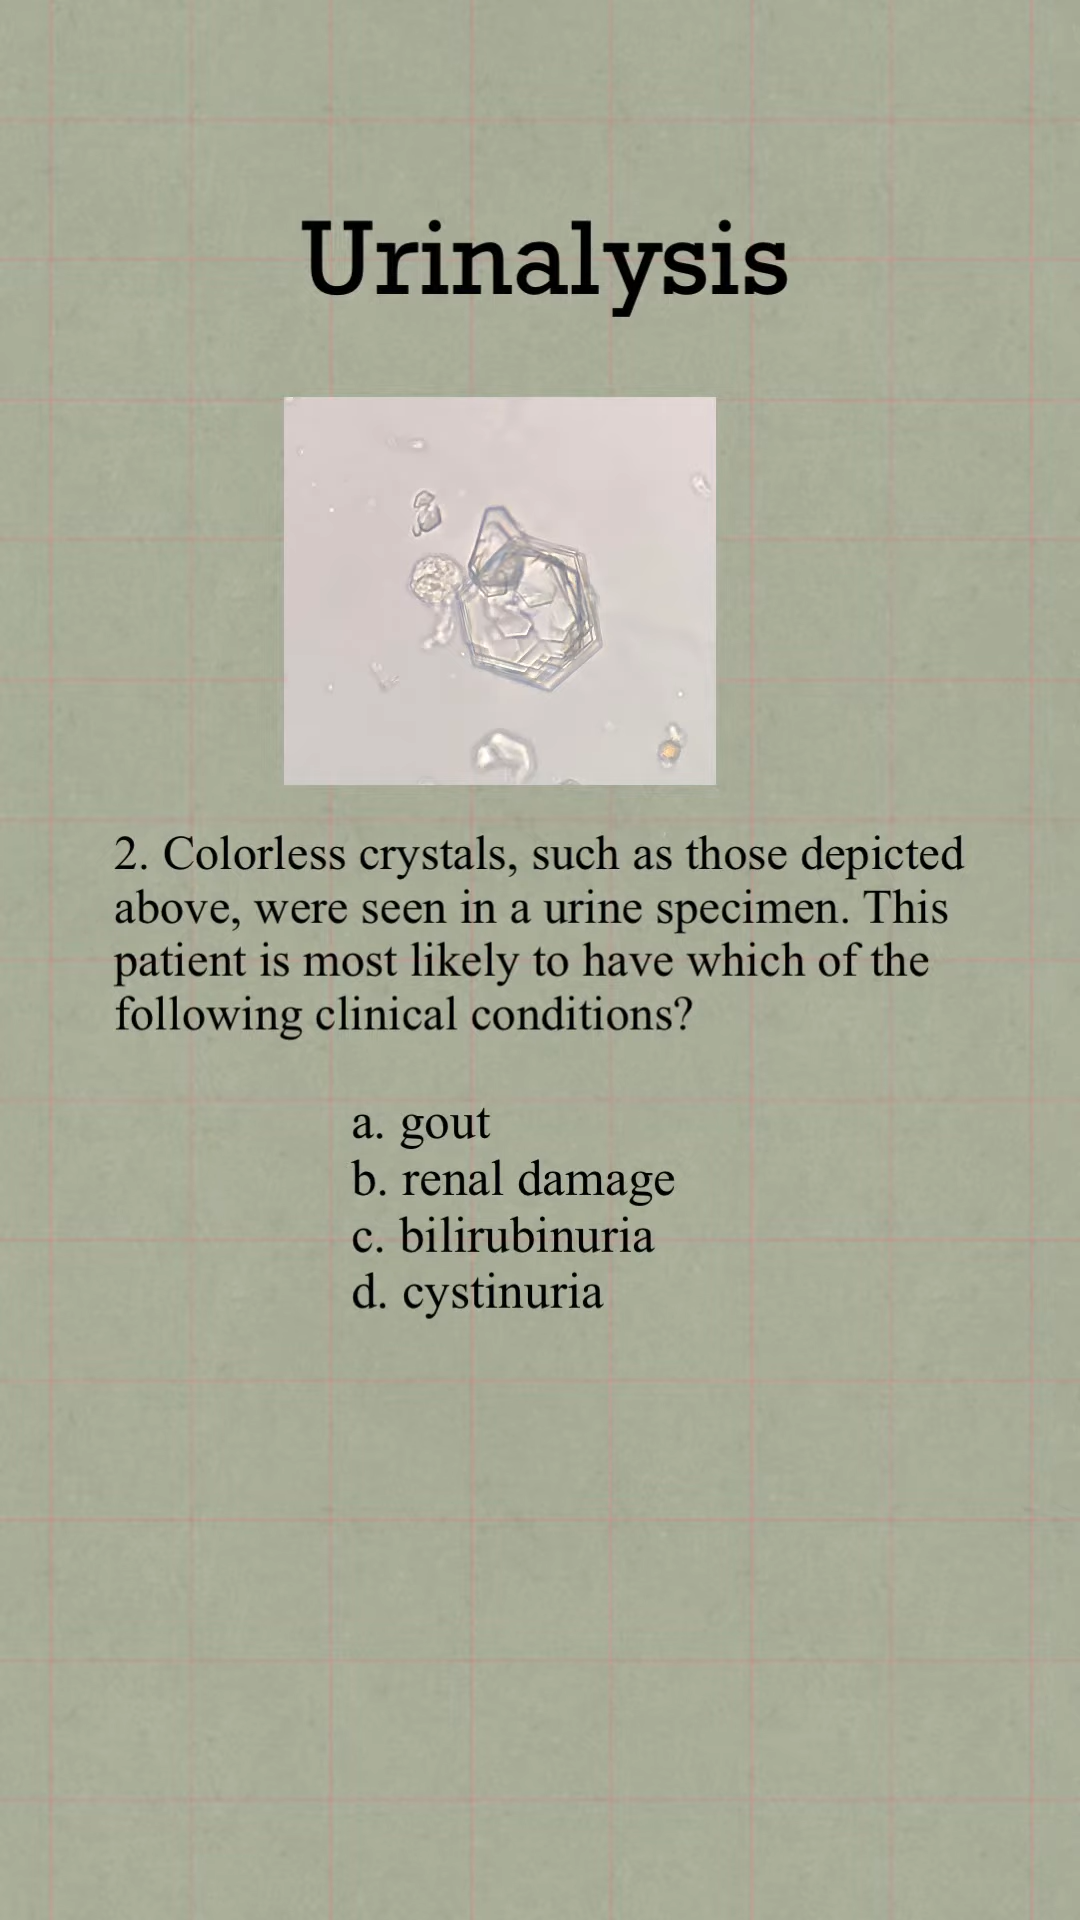 Urinalysis
2. Colorless crystals, such as those depicted
above, were seen in a urine specimen. This
patient is most likely to have which of the
following clinical conditions?
a. gout
b. renal damage
c. bilirubinuria
d. cystinuria